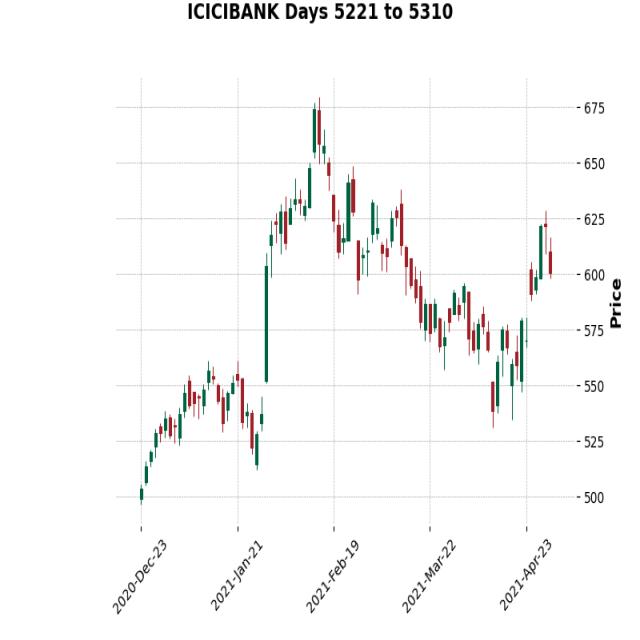 ICICIBANK Days 5221 to 5310
675
650
625
600
575
550
525
500
Price
2020-Dec-23
2021-Jan-21
2021-Feb-19
2021-Mar-22
2021-Apr-23